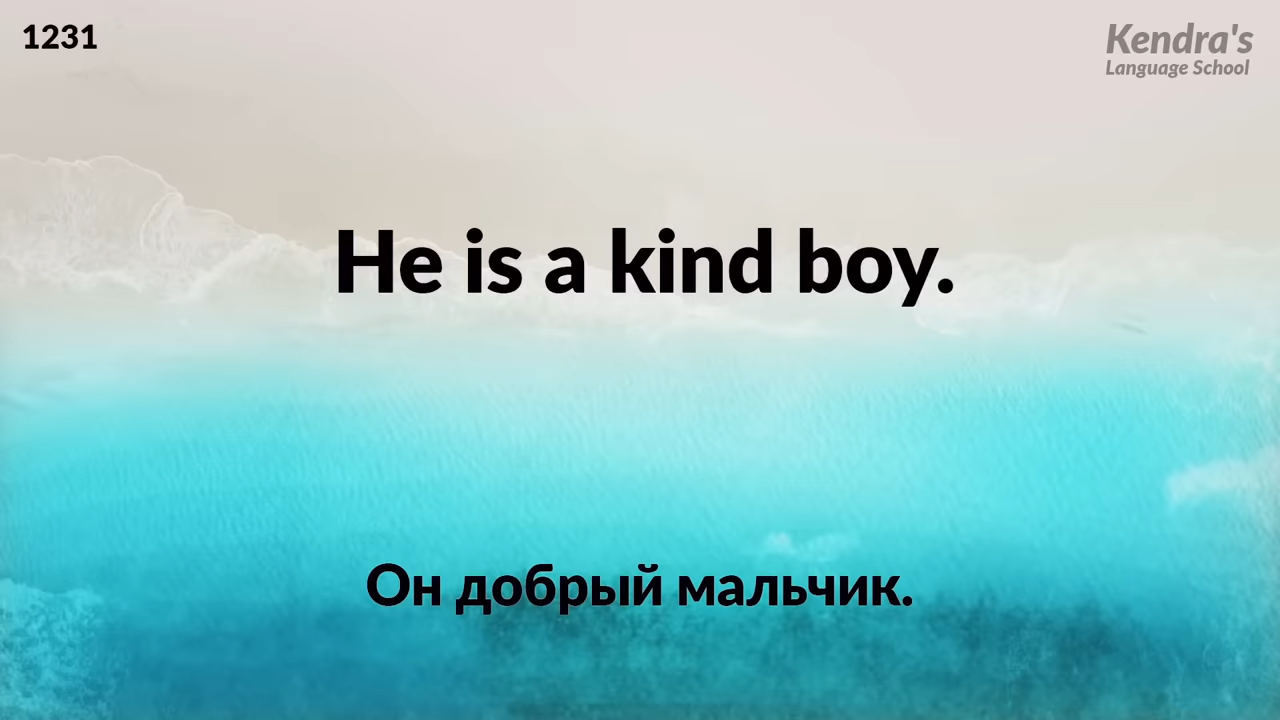 1231
Kendra's
Language School
He is a kind boy.
Он добрый мальчик.